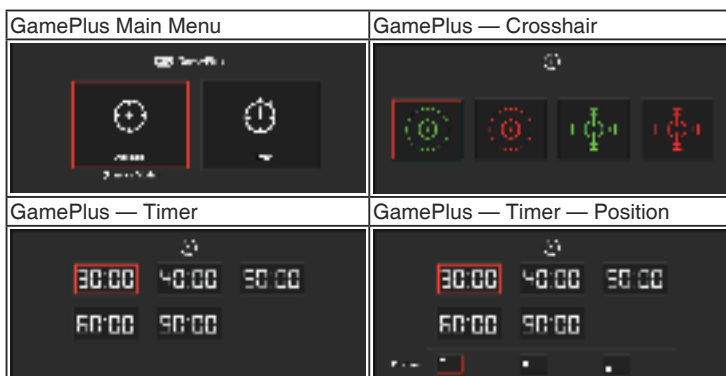 GamePlus Main Menu
GamePlus — Crosshair
GamePlus
GamePlus — Timer
GamePlus — Timer — Position
30:00 40:00 50:00
60:00 90:00
30:00 40:00 50:00
60:00 90:00